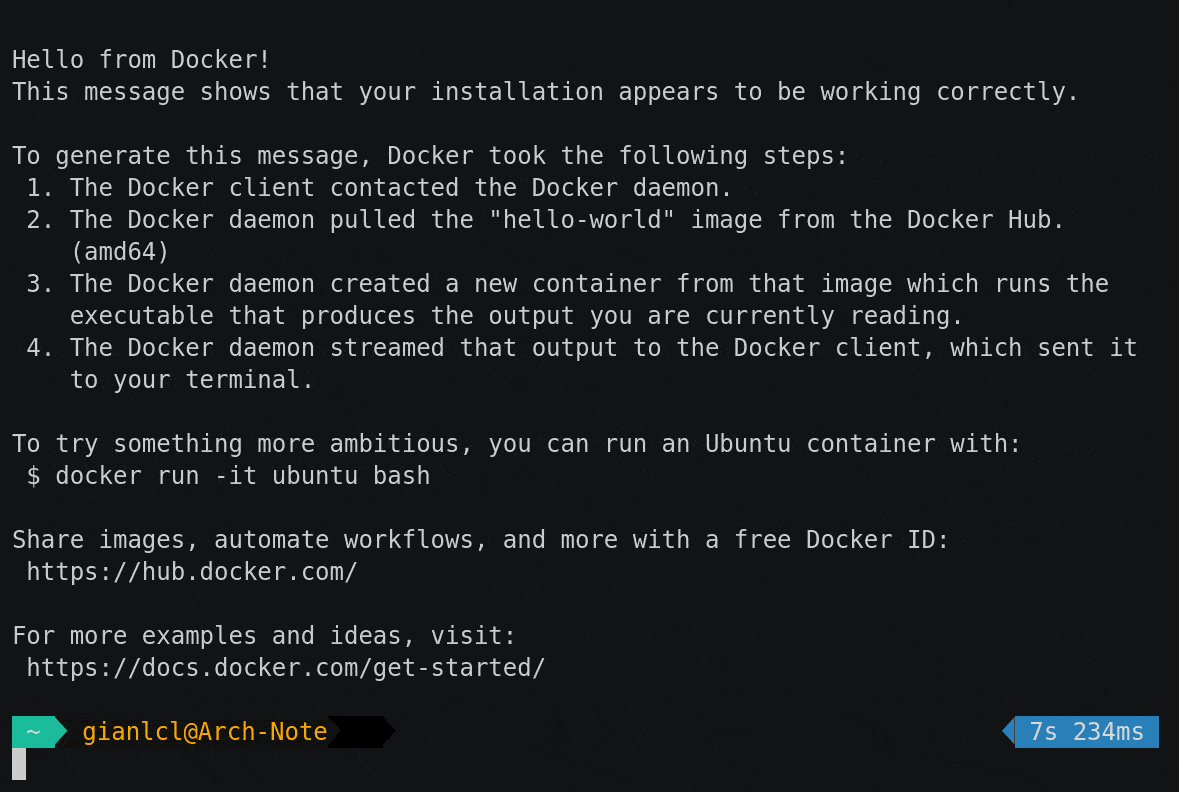 Hello from Docker!
This message shows that your installation appears to be working correctly.
To generate this message, Docker took the following steps:
1. The Docker client contacted the Docker daemon.
2. The Docker daemon pulled the "hello-world" image from the Docker Hub.
(amd64)
3. The Docker daemon created a new container from that image which runs the
executable that produces the output you are currently reading.
4. The Docker daemon streamed that output to the Docker client, which sent it
to your terminal.
To try something more ambitious, you can run an Ubuntu container with:
$ docker run -it ubuntu bash
Share images, automate workflows, and more with a free Docker ID:
https://hub.docker.com/
For more examples and ideas, visit:
https://docs.docker.com/get-started/
~ gianlcl@Arch-Note 7s 234ms